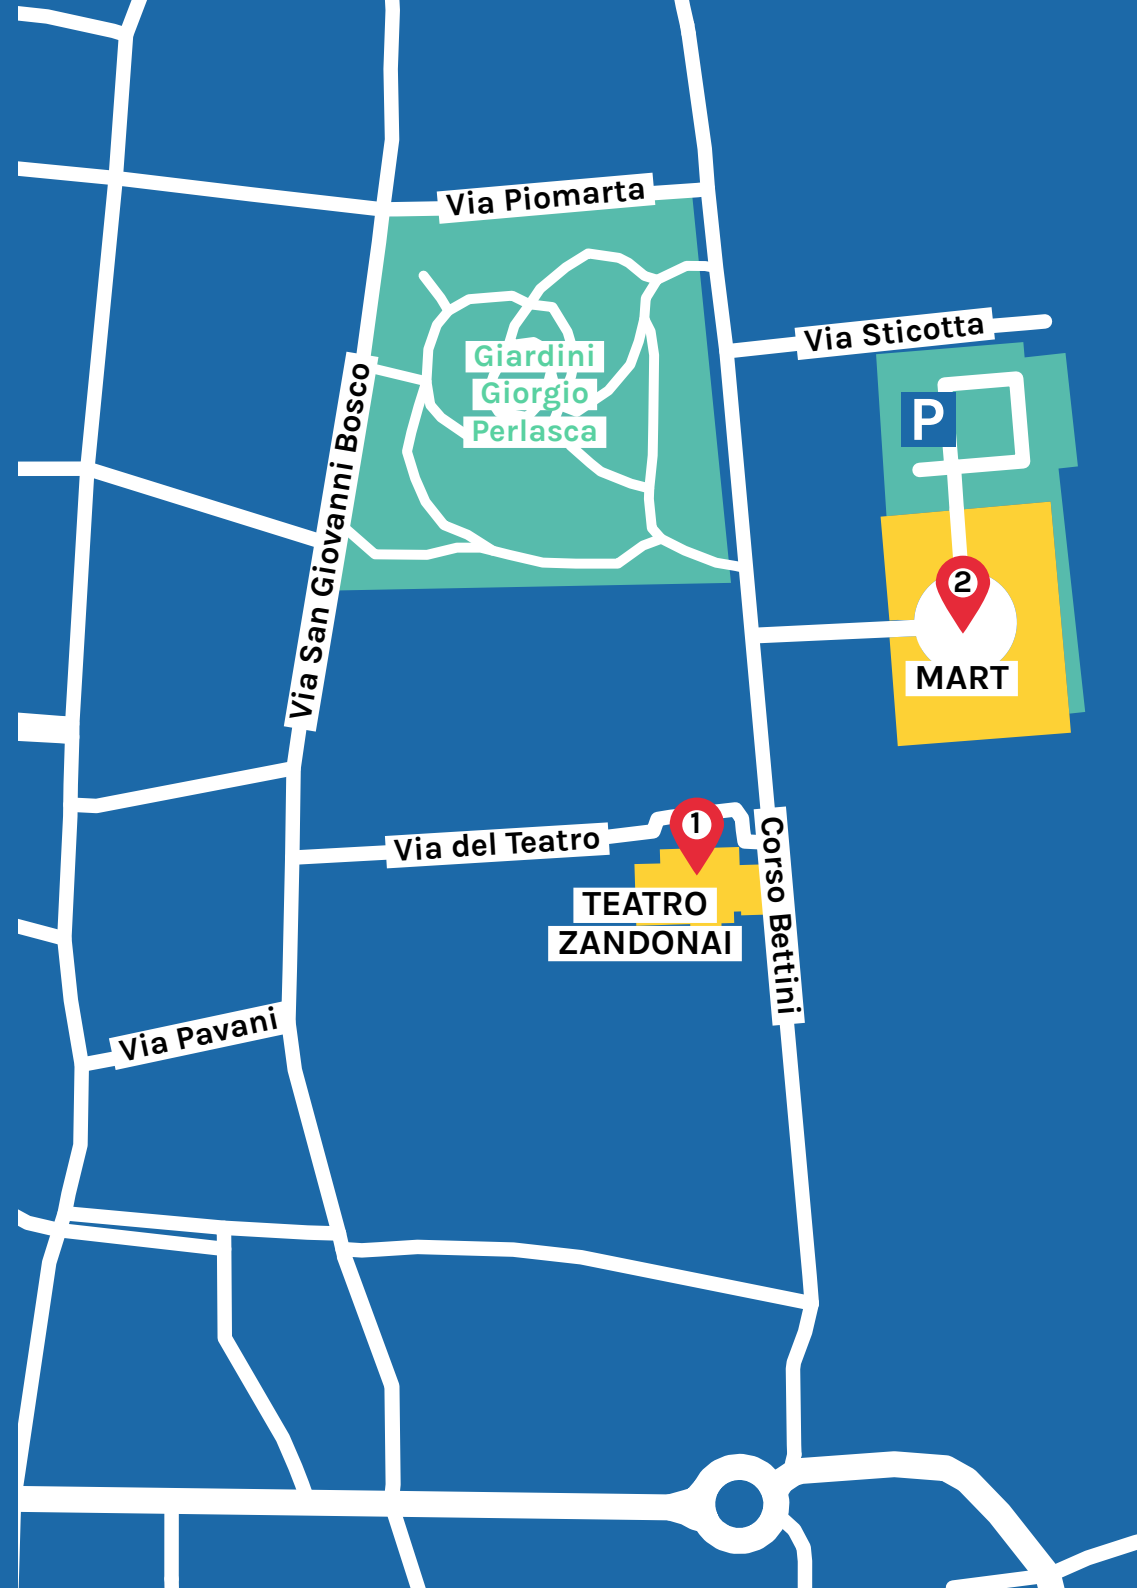 Via Piomarta
Via Sticotta
Giardini
Giorgio
Perlasca
P
Via San Giovanni Bosco
2
MART
1
Via del Teatro
Corso Bettini
TEATRO
ZANDONAI
Via Pavani